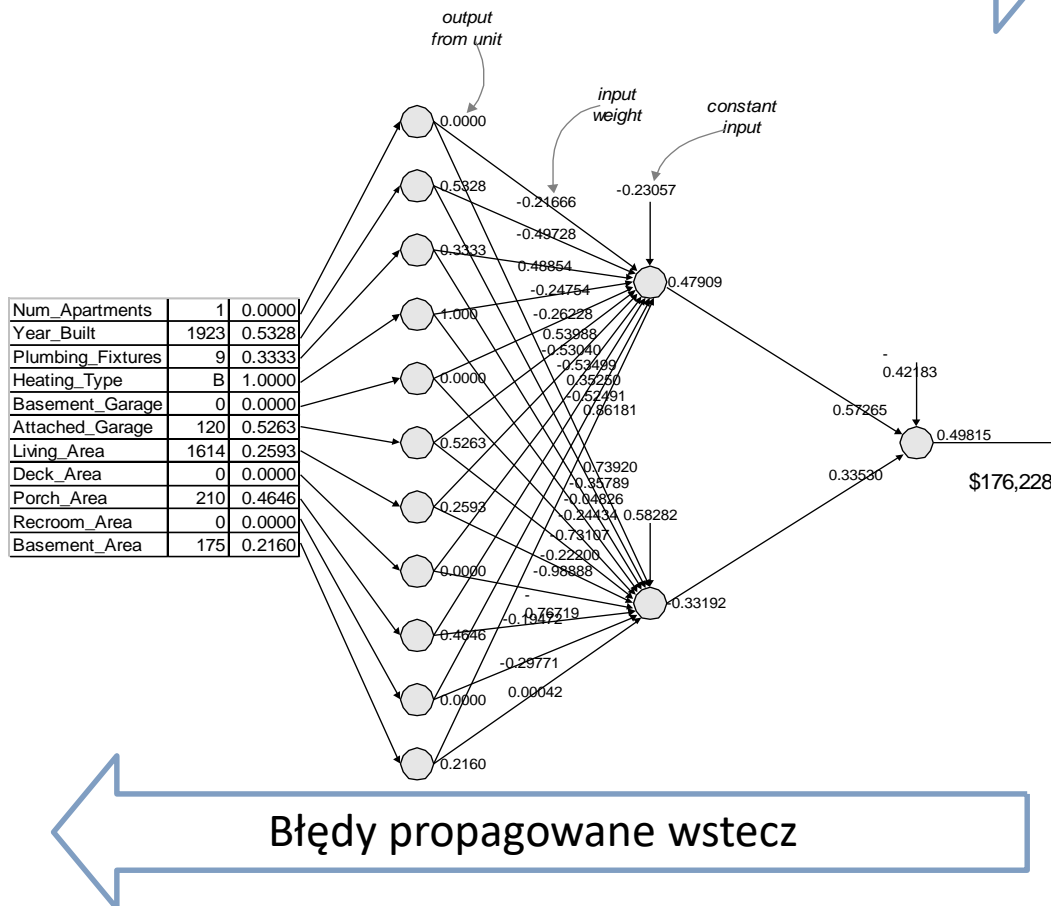 output
from unit
input
weight
constant
input
0.0000
0.5328
0.3333
1.000
0.0000
0.5263
0.2593
0.0000
0.4646
0.0000
0.2160
-0.21666
-0.49728
0.48854
-0.24754
-0.26228
0.53988
-0.53040
-0.53499
0.35250
-0.52491
0.86181
-0.23057
0.47909
Num_Apartments 1 0.0000
Year_Built 1923 0.5328
Plumbing_Fixtures 9 0.3333
Heating_Type B 1.0000
Basement_Garage 0 0.0000
Attached_Garage 120 0.5263
Living_Area 1614 0.2593
Deck_Area 0 0.0000
Porch_Area 210 0.4646
Recroom_Area 0 0.0000
Basement_Area 175 0.2160
-
0.42183
0.57265
0.49815
0.33530
$176,228
0.73920
-0.35789
-0.04826
-0.24434
0.58282
-0.73107
-0.22200
-0.98888
-
0.76719
-0.19472
-0.33192
-0.29771
0.00042
Błędy propagowane wstecz